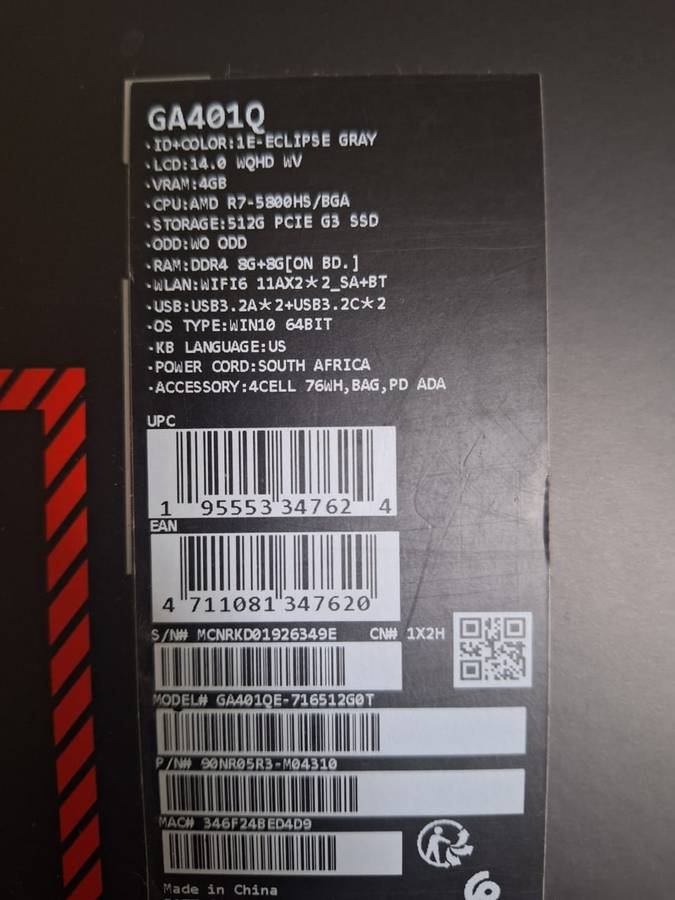 GA401Q
·ID+COLOR:1E-ECLIPSE GRAY
·LCD:14.0 WQHD WV
·VRAM:4GB
·CPU:AMD R7-5800HS/BGA
·STORAGE:512G PCIE G3 SSD
·ODD:WO ODD
·RAM:DDR4 8G+8G[ON BD.]
·WLAN:WIFI6 11AX2*2_SA+BT
·USB:USB3.2A*2+USB3.2C*2
·OS TYPE:WIN10 64BIT
·KB LANGUAGE:US
·POWER CORD:SOUTH AFRICA
·ACCESSORY:4CELL 76WH,BAG,PD ADA
UPC
1 95553 34762 4
EAN
4 711081 347620
S/N# MCNRKD01926349E CN# 1X2H
MODEL# GA401QE-716512G0T
P/N# 90NR05R3-M04310
MAC# 346F24BED4D9
Made in China